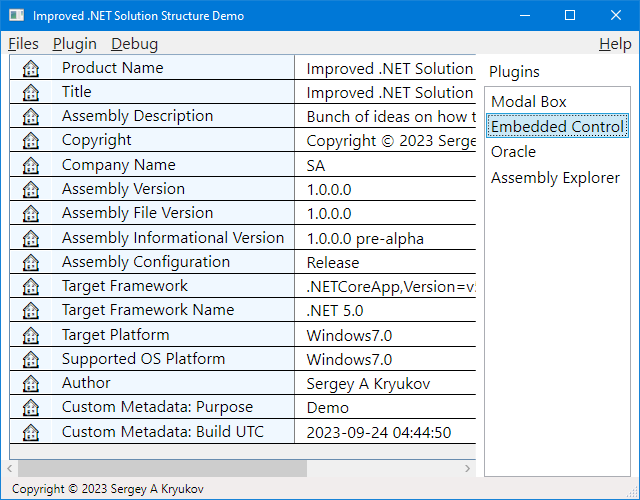 Improved .NET Solution Structure Demo
Files Plugin Debug Help
Product Name Improved .NET Solution
Title Improved .NET Solution
Assembly Description Bunch of ideas on how t
Copyright Copyright © 2023 Serge
Company Name SA
Assembly Version 1.0.0.0
Assembly File Version 1.0.0.0
Assembly Informational Version 1.0.0.0 pre-alpha
Assembly Configuration Release
Target Framework .NETCoreApp,Version=v
Target Framework Name .NET 5.0
Target Platform Windows7.0
Supported OS Platform Windows7.0
Author Sergey A Kryukov
Custom Metadata: Purpose Demo
Custom Metadata: Build UTC 2023-09-24 04:44:50
Plugins
Modal Box
Embedded Control
Oracle
Assembly Explorer
Copyright © 2023 Sergey A Kryukov